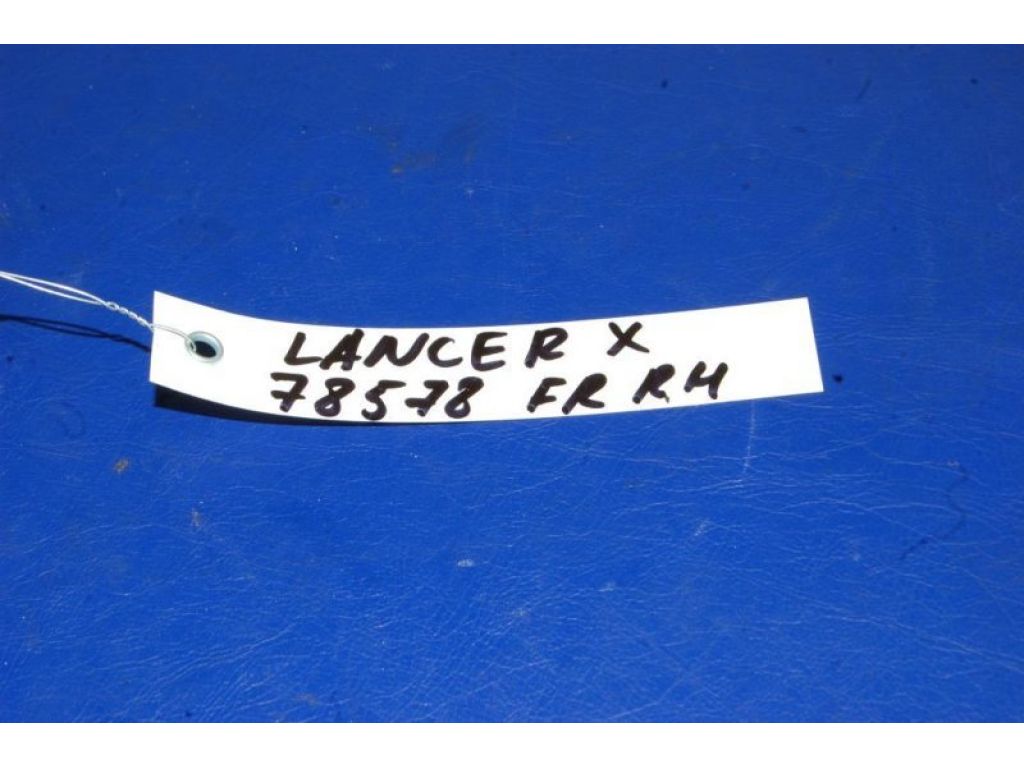 LANCER X
78578 FR RH